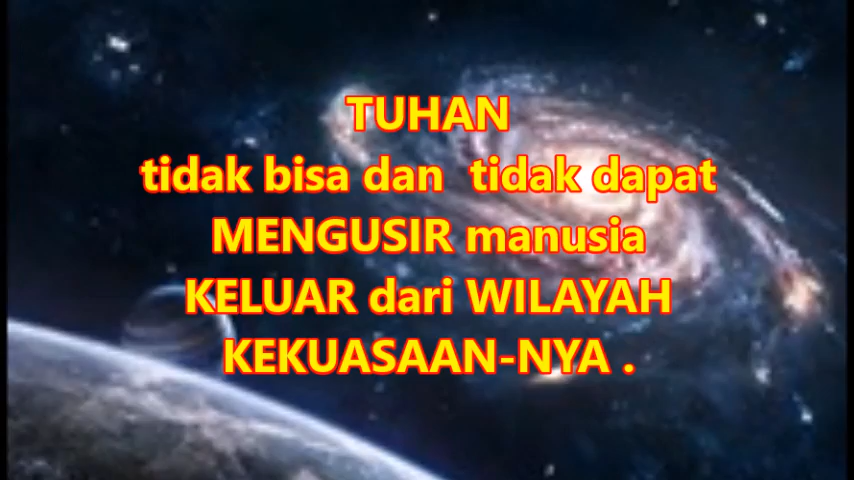 TUHAN
tidak bisa dan  tidak dapat
MENGUSIR manusia
KELUAR dari WILAYAH
KEKUASAAN-NYA .